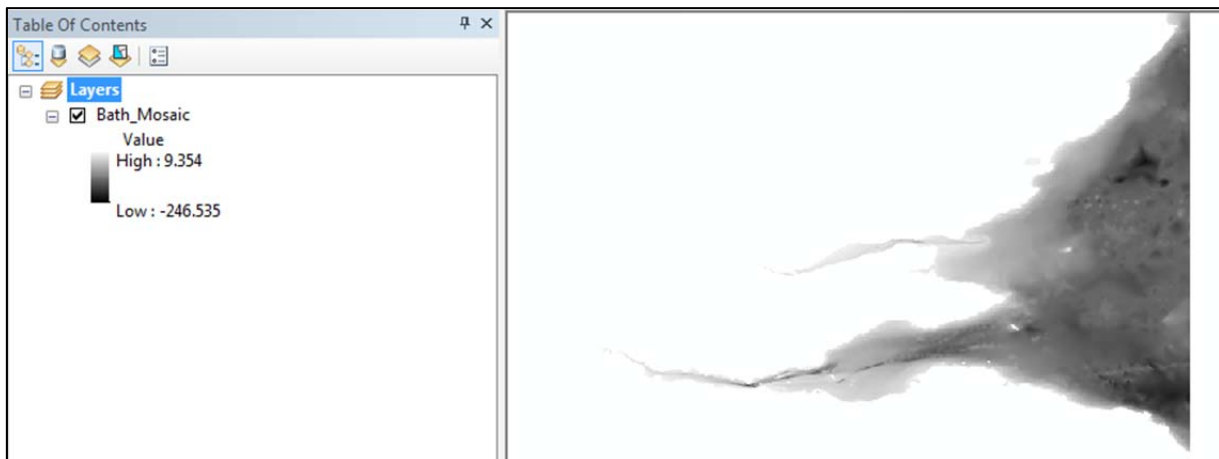 Table Of Contents
Layers
Bath_Mosaic
Value
High : 9.354
Low : -246.535